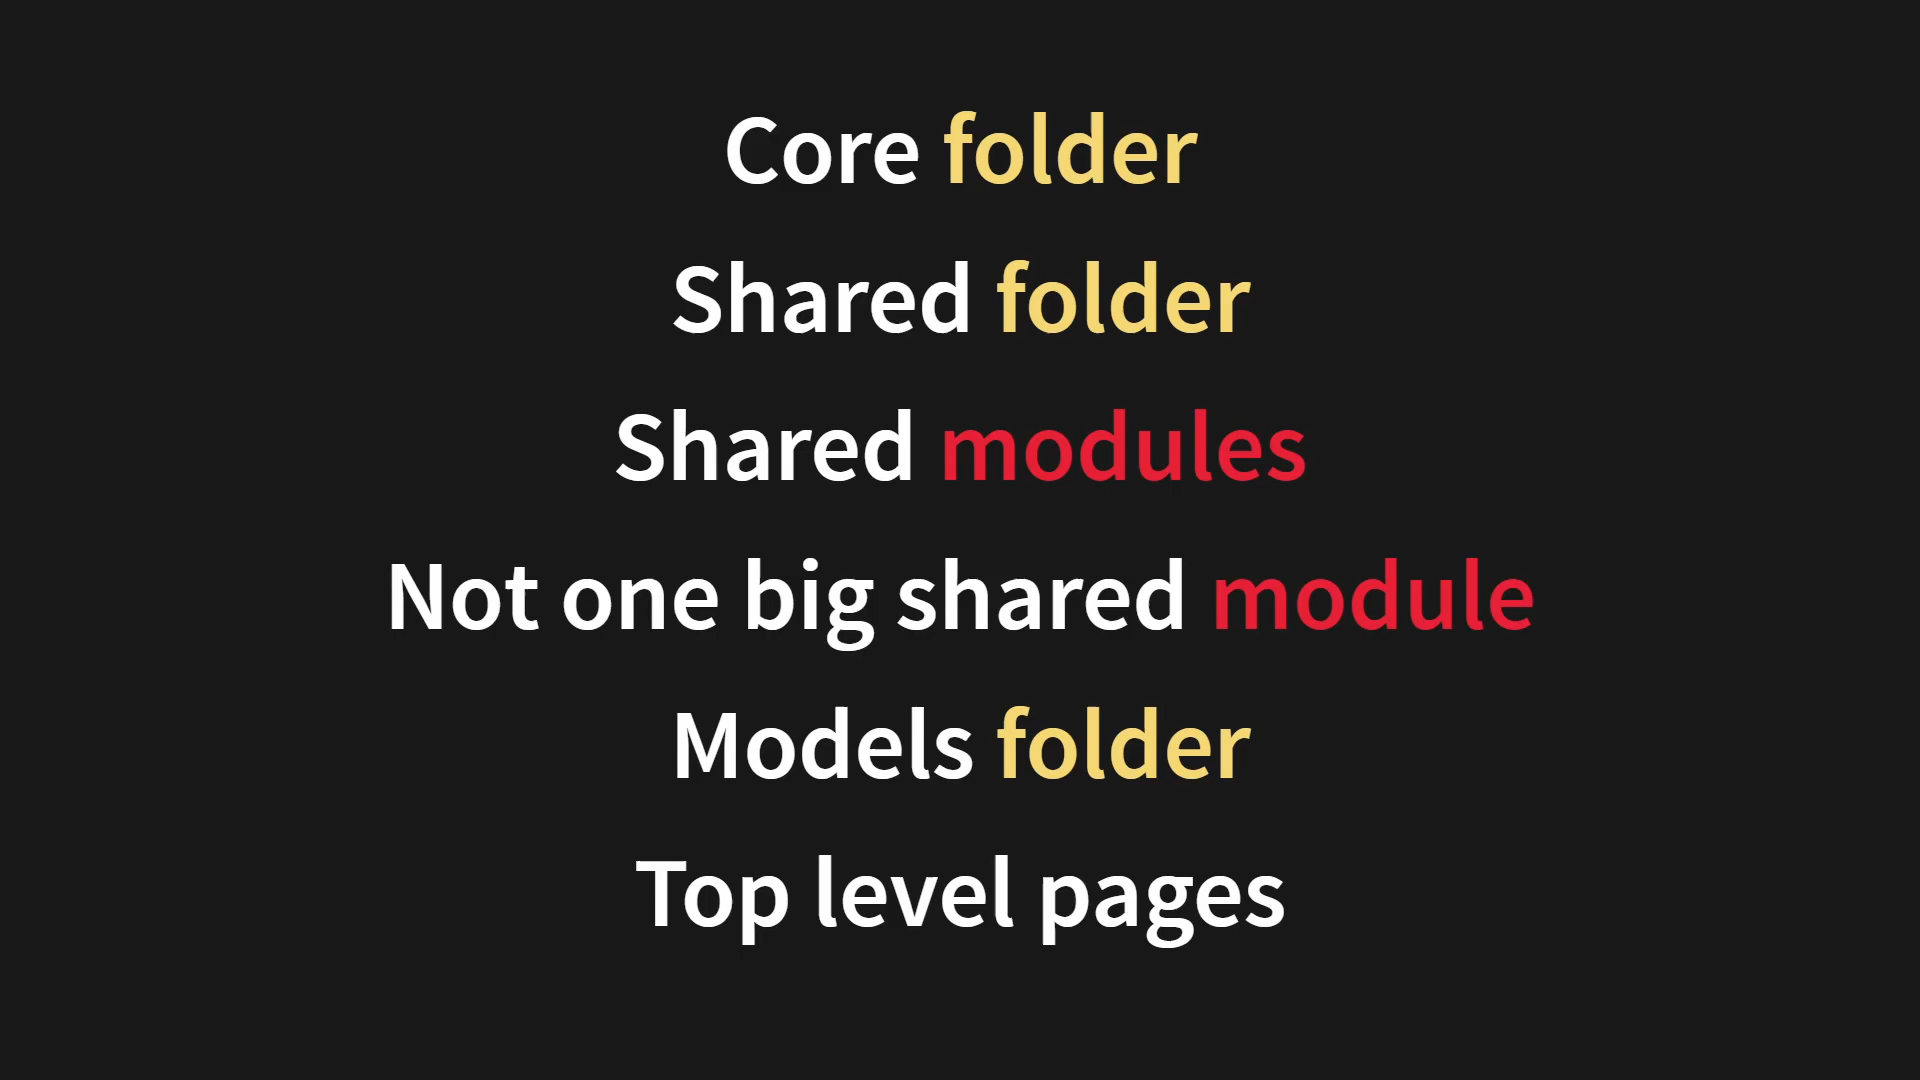 Core folder
Shared folder
Shared modules
Not one big shared module
Models folder
Top level pages